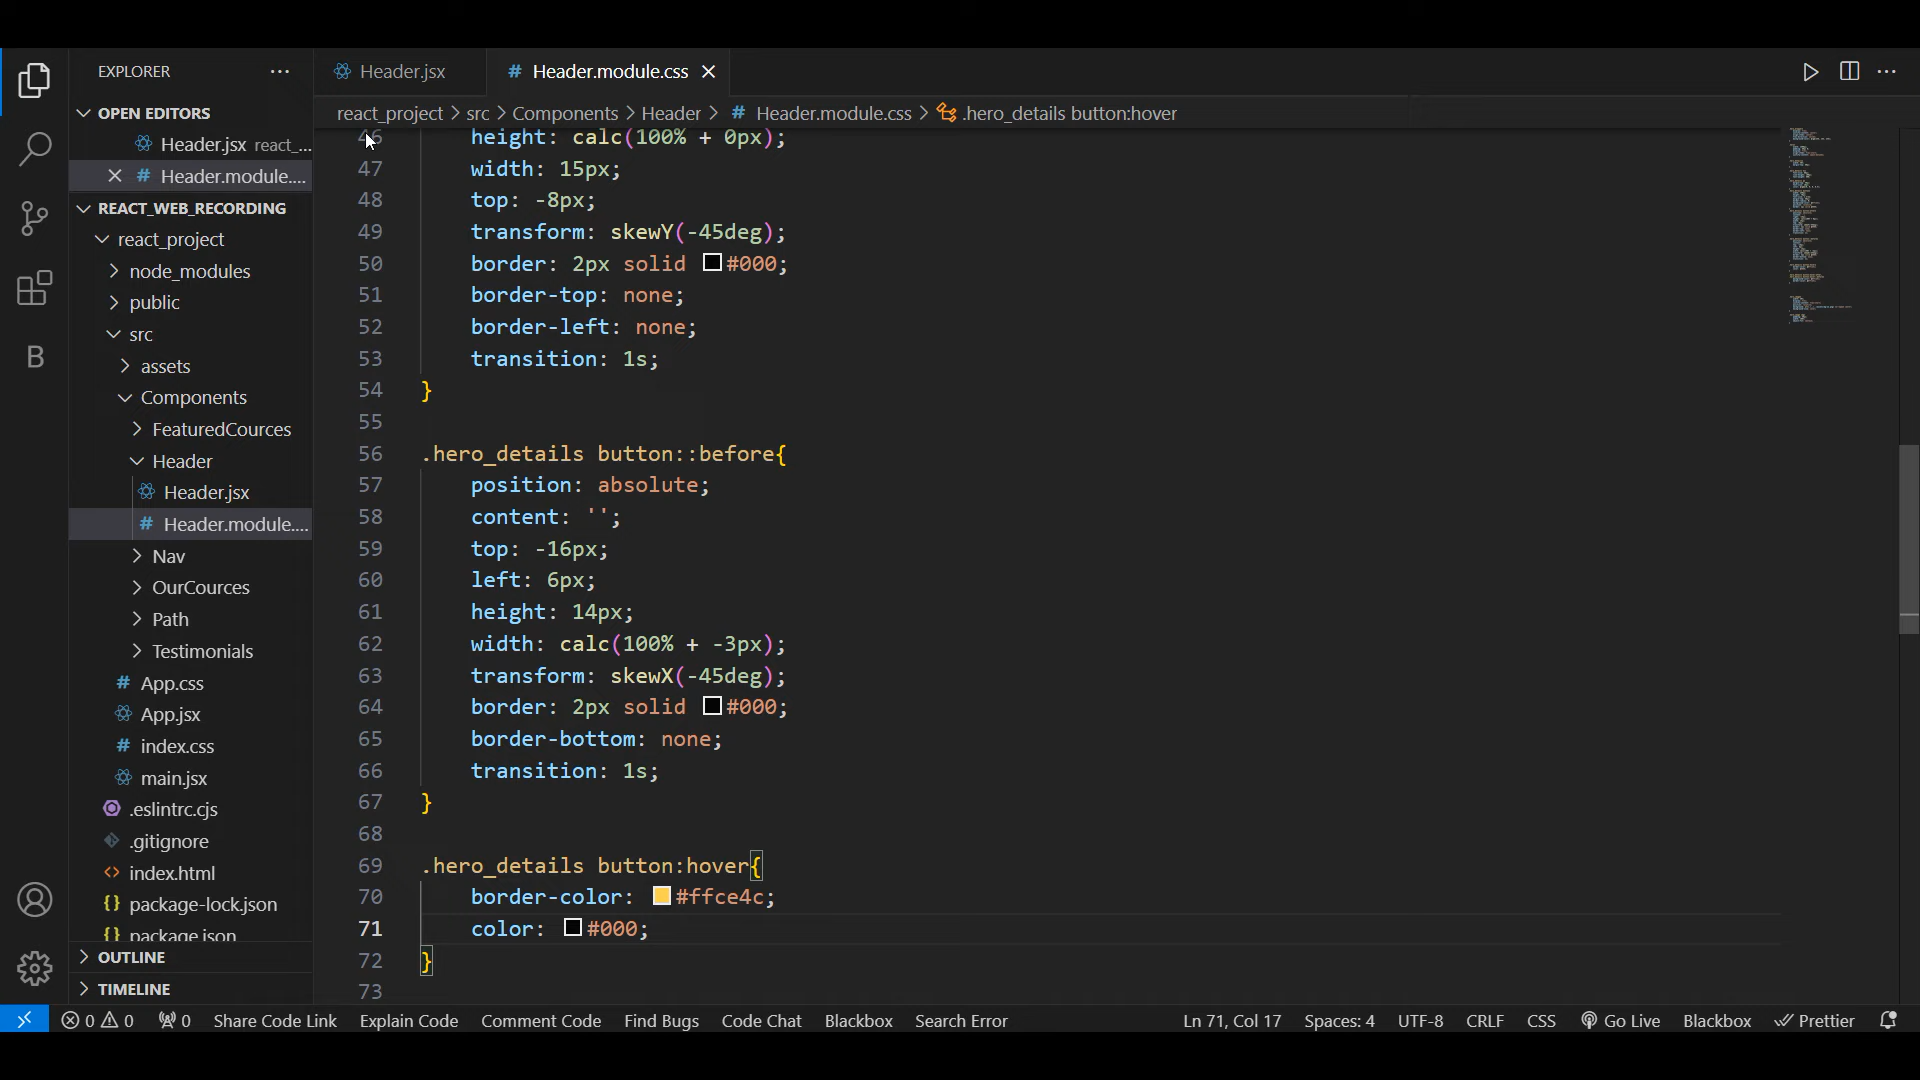 EXPLORER
Header.jsx
Header.module.css
OPEN EDITORS
Header.jsx react_...
Header.module....
REACT_WEB_RECORDING
react_project
node_modules
public
src
assets
Components
FeaturedCources
Header
Header.jsx
Header.module....
Nav
OurCources
Path
Testimonials
App.css
App.jsx
index.css
main.jsx
.eslintrc.cjs
.gitignore
index.html
package-lock.json
package.json
OUTLINE
TIMELINE
react_project > src > Components > Header > # Header.module.css > .hero_details button:hover
46 height: calc(100% + 0px);
47 width: 15px;
48 top: -8px;
49 transform: skewY(-45deg);
50 border: 2px solid #000;
51 border-top: none;
52 border-left: none;
53 transition: 1s;
54 }
55
56 .hero_details button::before{
57 position: absolute;
58 content: '';
59 top: -16px;
60 left: 6px;
61 height: 14px;
62 width: calc(100% + -3px);
63 transform: skewX(-45deg);
64 border: 2px solid #000;
65 border-bottom: none;
66 transition: 1s;
67 }
68
69 .hero_details button:hover{
70 border-color: #ffce4c;
71 color: #000;
72 }
73
0 0 0 Share Code Link Explain Code Comment Code Find Bugs Code Chat Blackbox Search Error Ln 71, Col 17 Spaces: 4 UTF-8 CRLF CSS Go Live Blackbox Prettier